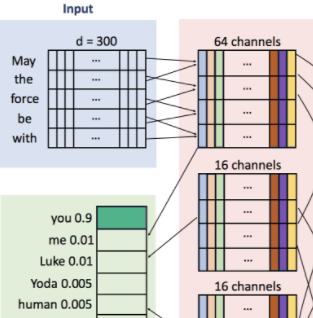 Input
d = 300
May
the
force
be
with
...
...
...
...
...
64 channels
...
...
...
...
16 channels
...
...
...
...
16 channels
...
you 0.9
me 0.01
Luke 0.01
Yoda 0.005
human 0.005